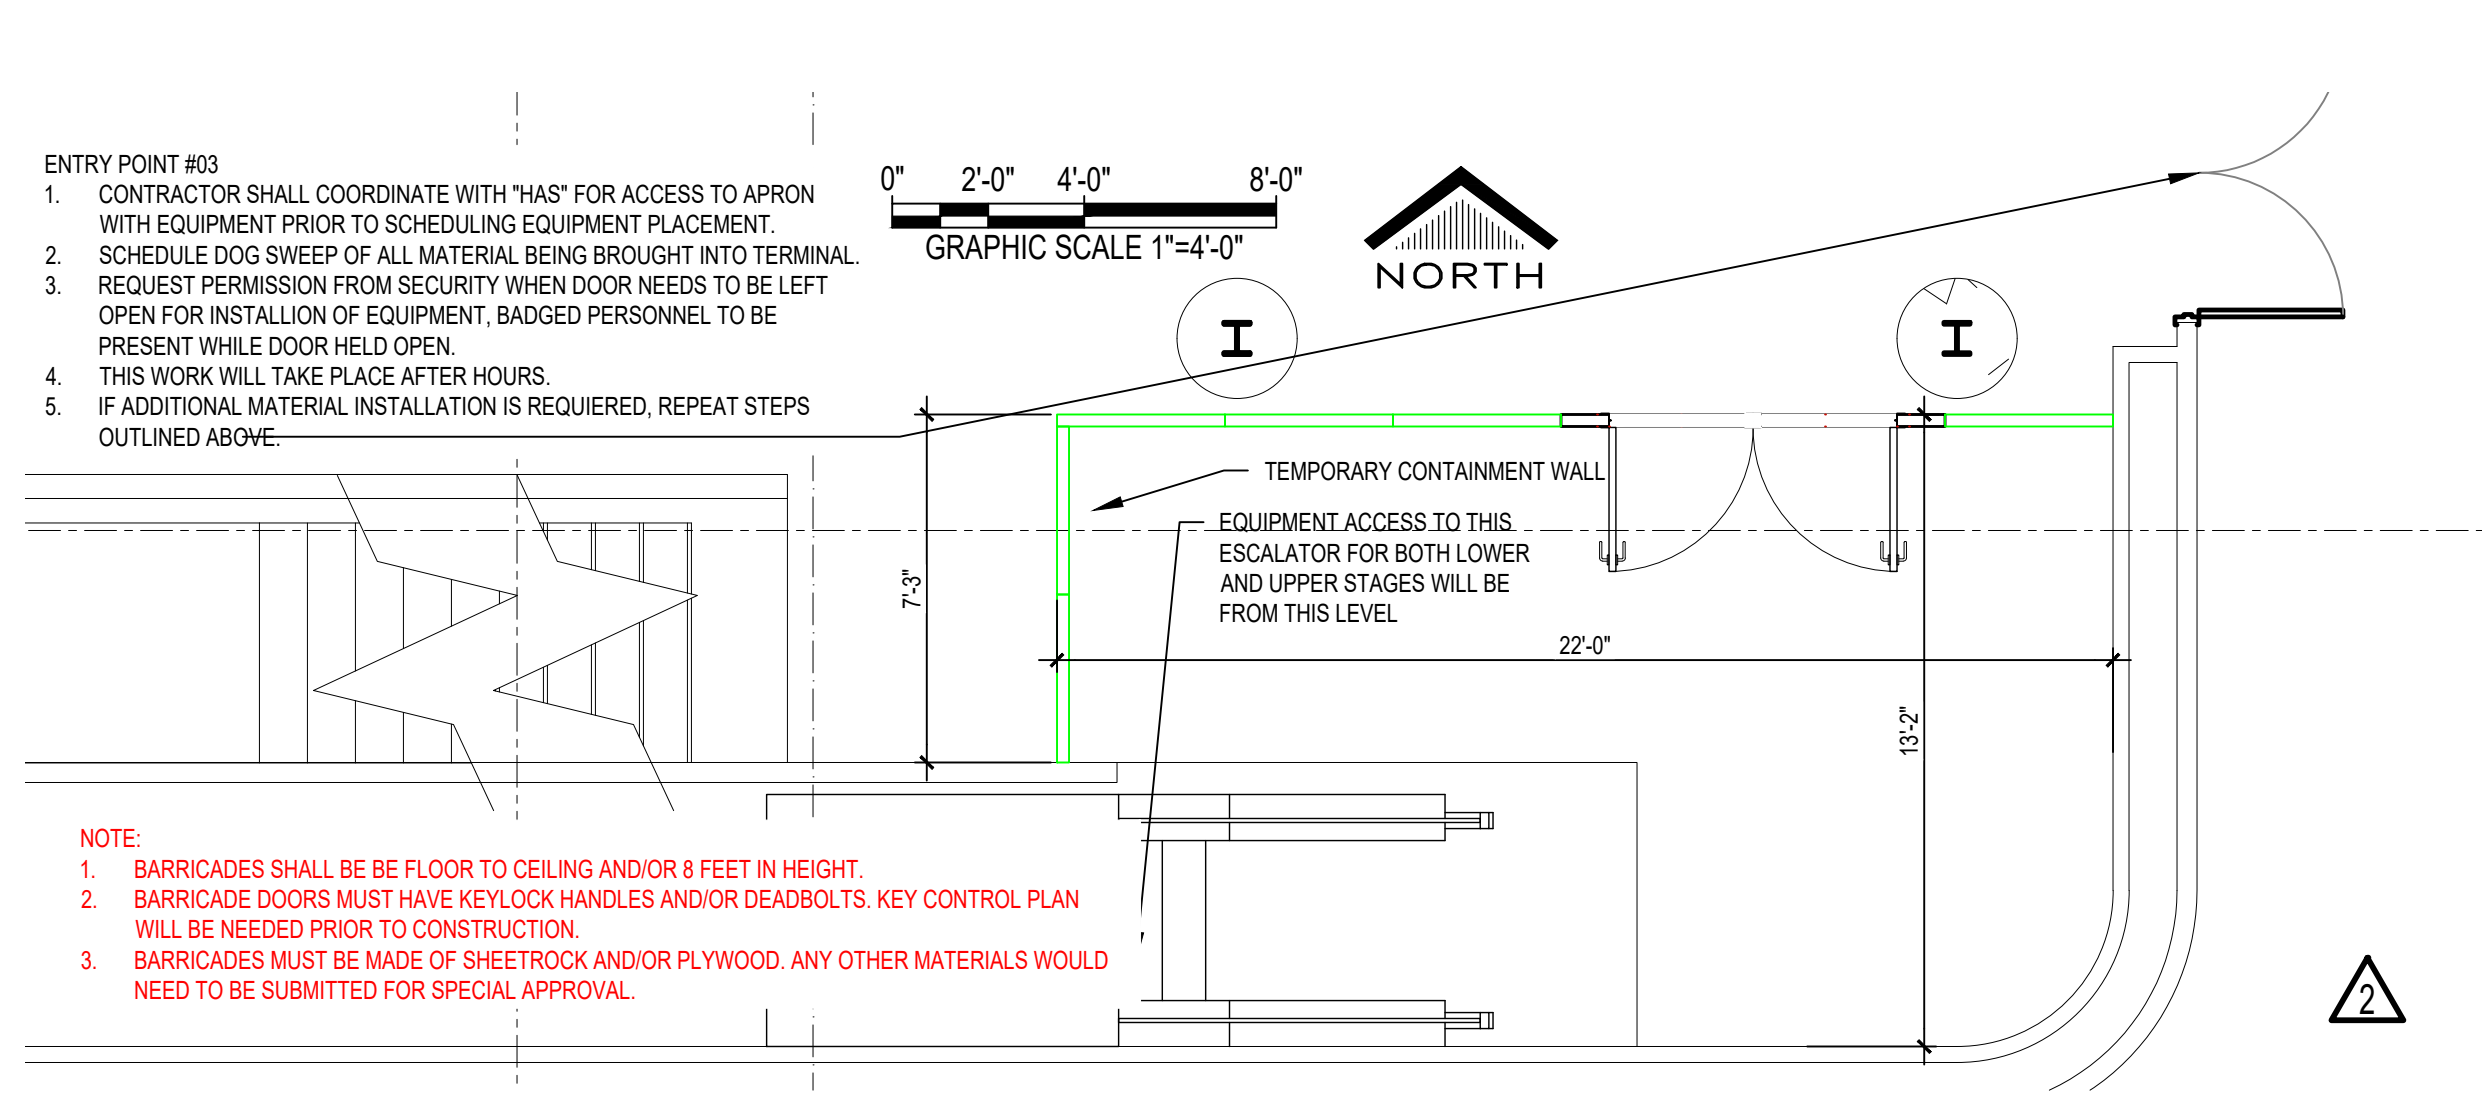 ENTRY POINT #03
1. CONTRACTOR SHALL COORDINATE WITH "HAS" FOR ACCESS TO APRON
WITH EQUIPMENT PRIOR TO SCHEDULING EQUIPMENT PLACEMENT.
2. SCHEDULE DOG SWEEP OF ALL MATERIAL BEING BROUGHT INTO TERMINAL.
3. REQUEST PERMISSION FROM SECURITY WHEN DOOR NEEDS TO BE LEFT
OPEN FOR INSTALLION OF EQUIPMENT, BADGED PERSONNEL TO BE
PRESENT WHILE DOOR HELD OPEN.
4. THIS WORK WILL TAKE PLACE AFTER HOURS.
5. IF ADDITIONAL MATERIAL INSTALLATION IS REQUIERED, REPEAT STEPS
OUTLINED ABOVE.
0" 2'-0" 4'-0" 8'-0"
GRAPHIC SCALE 1"=4'-0"
NORTH
TEMPORARY CONTAINMENT WALL
EQUIPMENT ACCESS TO THIS
ESCALATOR FOR BOTH LOWER
AND UPPER STAGES WILL BE
FROM THIS LEVEL
7'-3"
22'-0"
13'-2"
NOTE:
1. BARRICADES SHALL BE BE FLOOR TO CEILING AND/OR 8 FEET IN HEIGHT.
2. BARRICADE DOORS MUST HAVE KEYLOCK HANDLES AND/OR DEADBOLTS. KEY CONTROL PLAN
WILL BE NEEDED PRIOR TO CONSTRUCTION.
3. BARRICADES MUST BE MADE OF SHEETROCK AND/OR PLYWOOD. ANY OTHER MATERIALS WOULD
NEED TO BE SUBMITTED FOR SPECIAL APPROVAL.
2